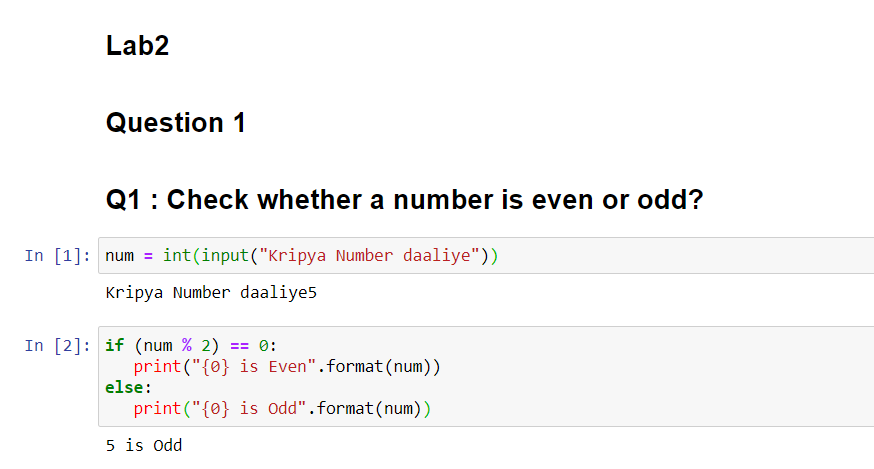 Lab2
Question 1
Q1 : Check whether a number is even or odd?
In [1]: num = int(input("Kripya Number daaliye"))
Kripya Number daaliye5
In [2]: if (num % 2) == 0:
   print("{0} is Even".format(num))
else:
   print("{0} is Odd".format(num))
5 is Odd